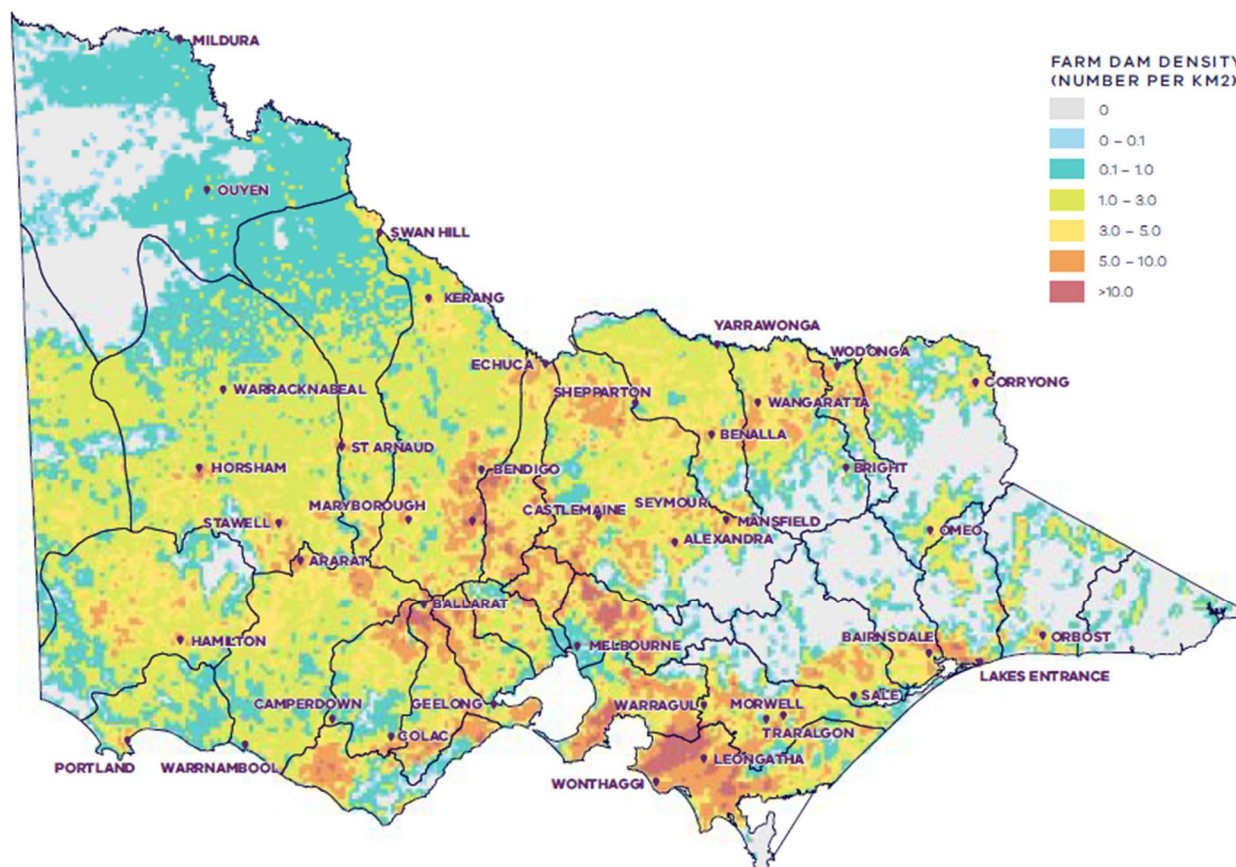 MILDURA
FARM DAM DENSITY
(NUMBER PER KM2)
0
0 – 0.1
0.1 – 1.0
1.0 – 3.0
3.0 – 5.0
5.0 – 10.0
>10.0
OUYEN
SWAN HILL
KERANG
YARRAWONGA
ECHUCA
WODONGA
SHEPPARTON
CORRYONG
WARRACKNABEAL
WANGARATTA
BENALLA
ST ARNAUD
HORSHAM
BENDIGO
BRIGHT
MARYBOROUGH
CASTLEMAINE
SEYMOUR
STAWELL
MANSFIELD
OMEO
ALEXANDRA
ARARAT
BALLARAT
HAMILTON
MELBOURNE
BAIRNSDALE
ORBOST
LAKES ENTRANCE
CAMPERDOWN
GEELONG
WARRAGUL
MORWELL
SALE
COLAC
TRARALGON
PORTLAND
WARRNAMBOOL
LEONGATHA
WONTHAGGI